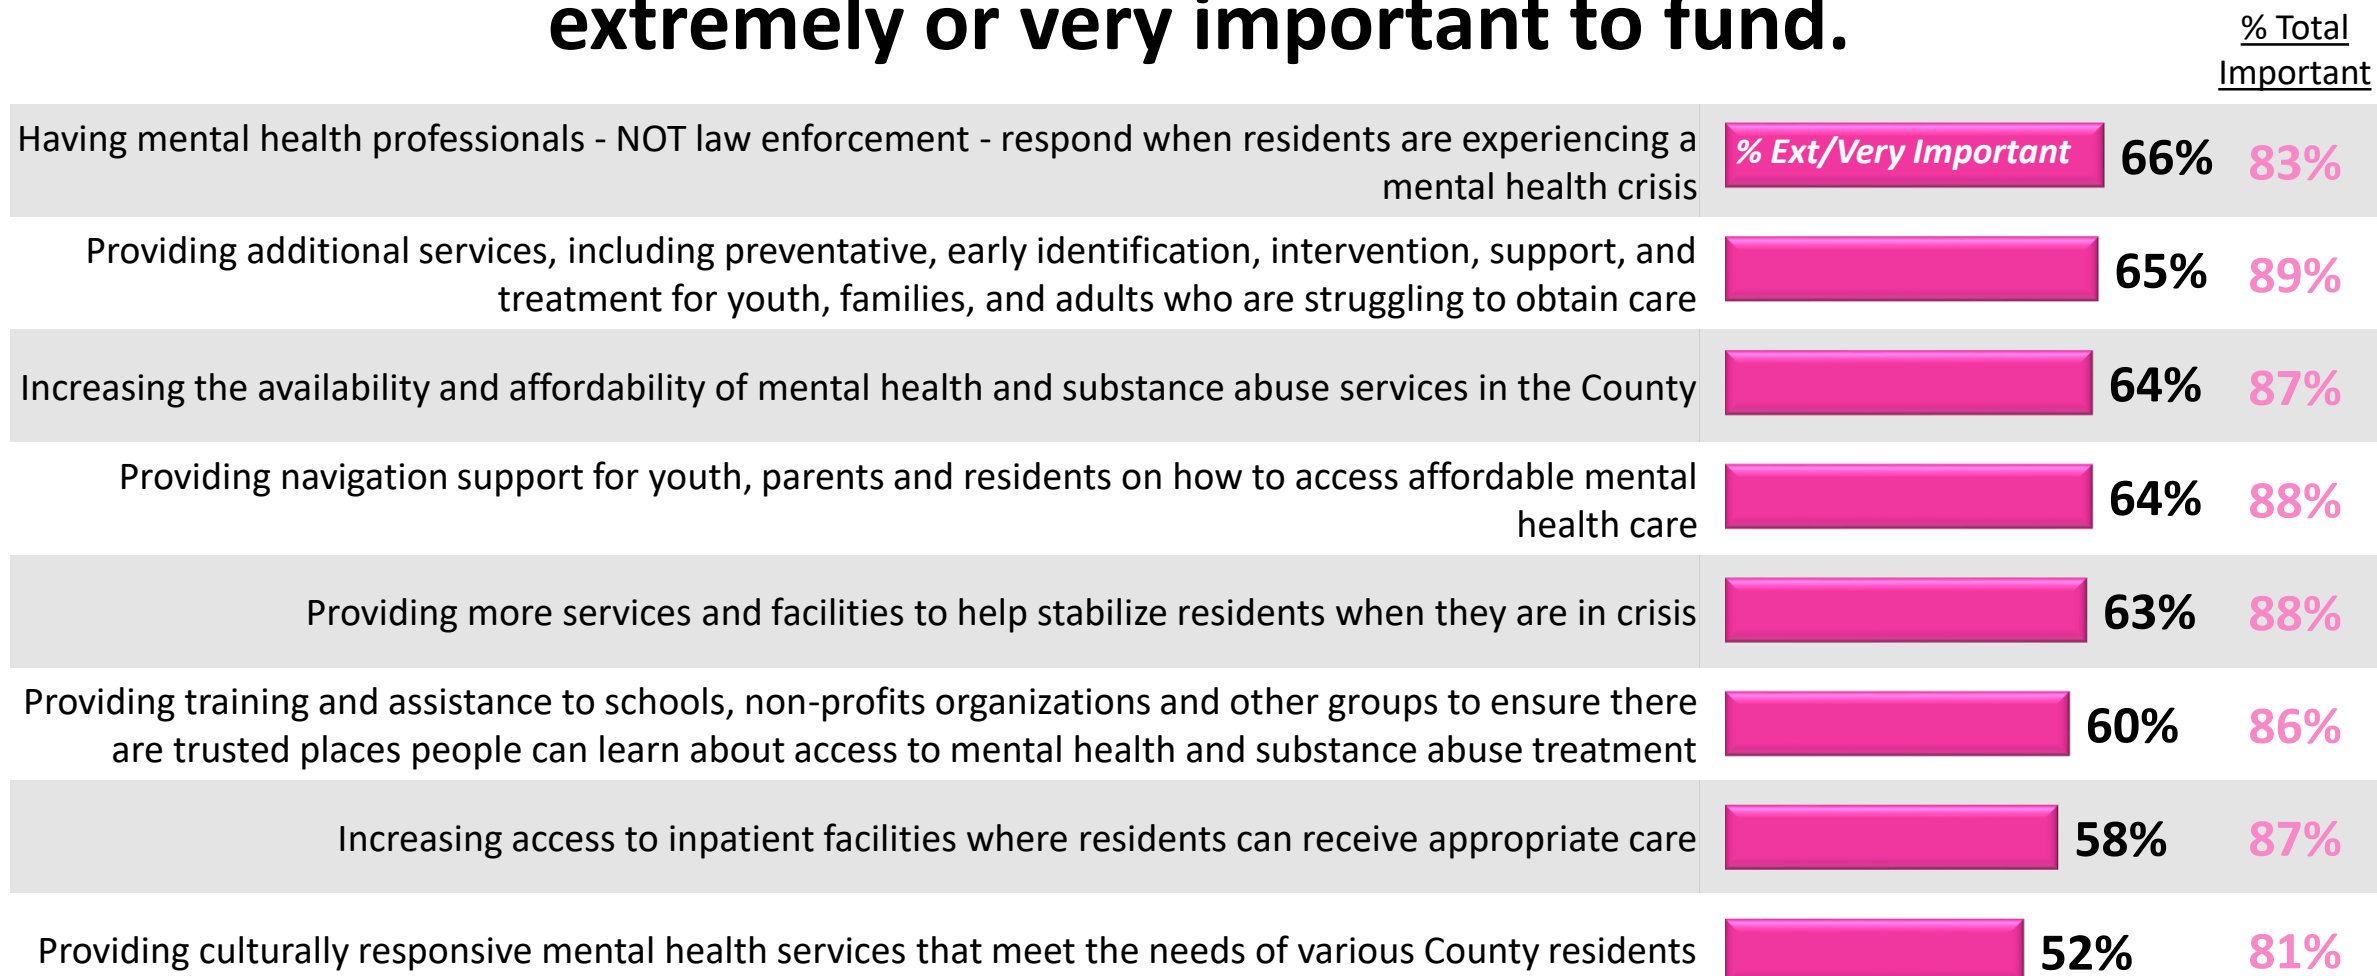 extremely or very important to fund.
% Total
Important
Having mental health professionals - NOT law enforcement - respond when residents are experiencing a
mental health crisis
% Ext/Very Important
66%
83%
Providing additional services, including preventative, early identification, intervention, support, and
treatment for youth, families, and adults who are struggling to obtain care
65%
89%
Increasing the availability and affordability of mental health and substance abuse services in the County
64%
87%
Providing navigation support for youth, parents and residents on how to access affordable mental
health care
64%
88%
Providing more services and facilities to help stabilize residents when they are in crisis
63%
88%
Providing training and assistance to schools, non-profits organizations and other groups to ensure there
are trusted places people can learn about access to mental health and substance abuse treatment
60%
86%
Increasing access to inpatient facilities where residents can receive appropriate care
58%
87%
Providing culturally responsive mental health services that meet the needs of various County residents
52%
81%